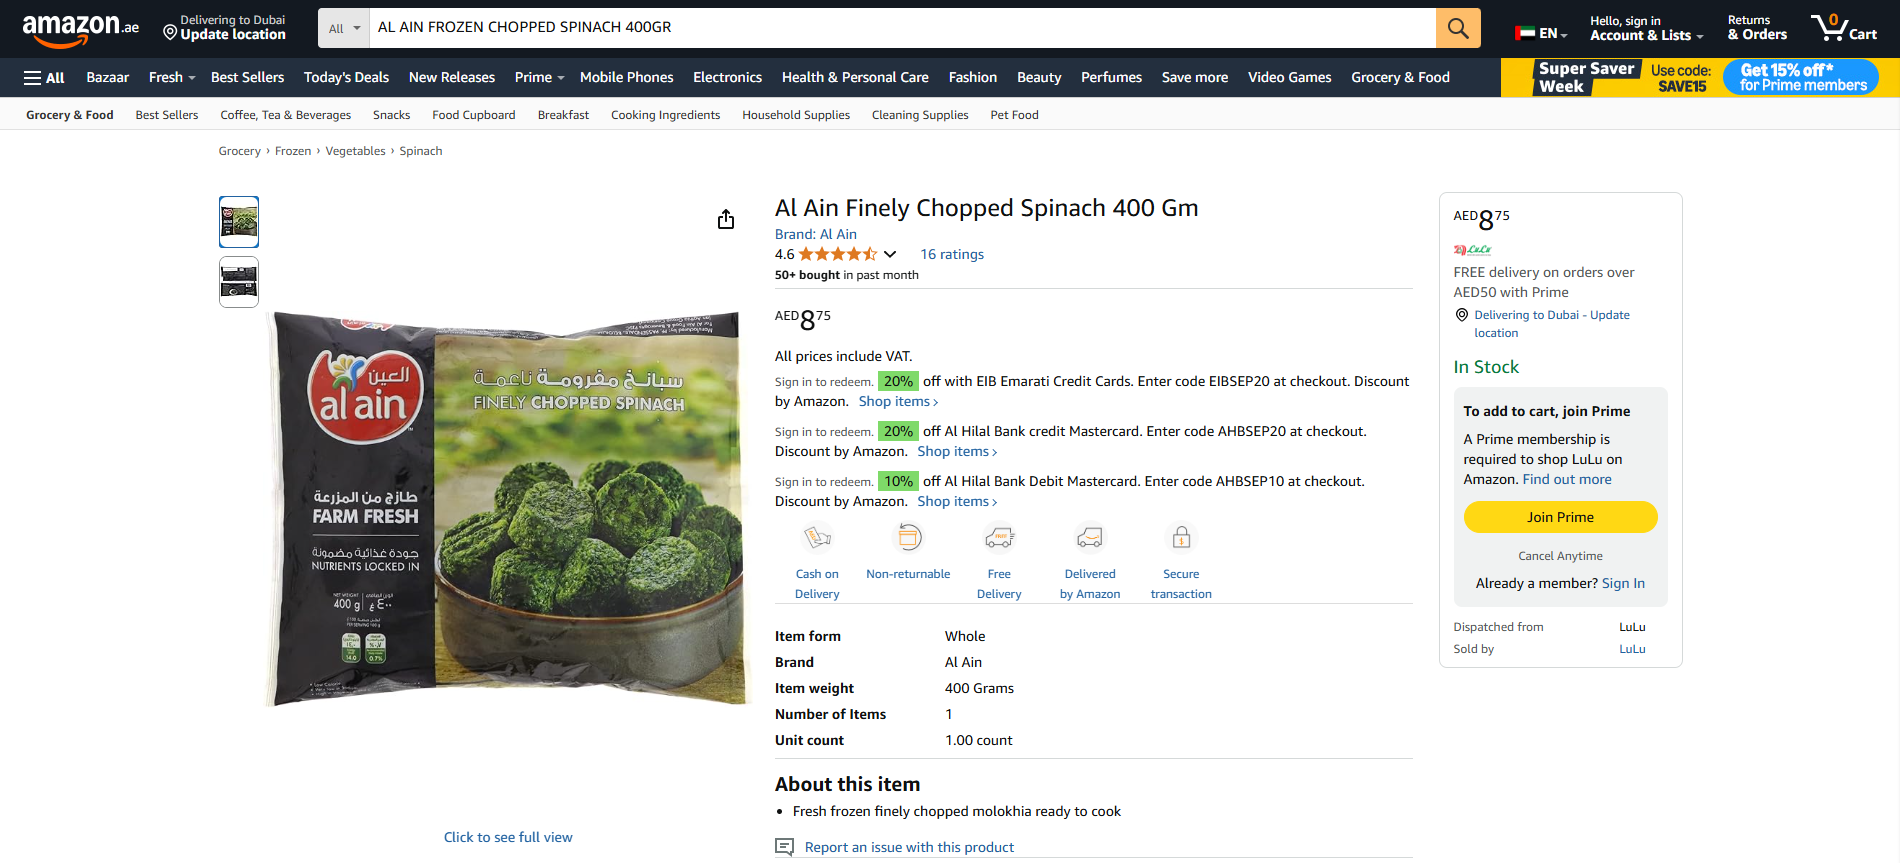 amazon.ae
Delivering to Dubai
Update location
All
AL AIN FROZEN CHOPPED SPINACH 400GR
EN
Hello, sign in
Account & Lists
Returns
& Orders
0
Cart
All
Bazaar
Fresh
Best Sellers
Today's Deals
New Releases
Prime
Mobile Phones
Electronics
Health & Personal Care
Fashion
Beauty
Perfumes
Save more
Video Games
Grocery & Food
Super Saver
Week
Use code:
SAVE15
Get 15% off*
for Prime members
Grocery & Food
Best Sellers
Coffee, Tea & Beverages
Snacks
Food Cupboard
Breakfast
Cooking Ingredients
Household Supplies
Cleaning Supplies
Pet Food
Grocery › Frozen › Vegetables › Spinach
العين
al ain
سبانخ مفرومة ناعمة
FINELY CHOPPED SPINACH
طازج من المزرعة
FARM FRESH
جودة غذائية مضمونة
NUTRIENTS LOCKED IN
NET WEIGHT
400 g
٤٠٠ غ
14.0
0.7%
Click to see full view
Al Ain Finely Chopped Spinach 400 Gm
Brand: Al Ain
4.6
16 ratings
50+ bought in past month
AED8 75
All prices include VAT.
Sign in to redeem. 20% off with EIB Emarati Credit Cards. Enter code EIBSEP20 at checkout. Discount
by Amazon. Shop items ›
Sign in to redeem. 20% off Al Hilal Bank credit Mastercard. Enter code AHBSEP20 at checkout.
Discount by Amazon. Shop items ›
Sign in to redeem. 10% off Al Hilal Bank Debit Mastercard. Enter code AHBSEP10 at checkout.
Discount by Amazon. Shop items ›
Cash on
Delivery
Non-returnable
Free
Delivery
Delivered
by Amazon
Secure
transaction
Item form Whole
Brand Al Ain
Item weight 400 Grams
Number of Items 1
Unit count 1.00 count
About this item
• Fresh frozen finely chopped molokhia ready to cook
Report an issue with this product
AED8 75
LuLu
FREE delivery on orders over
AED50 with Prime
Delivering to Dubai - Update
location
In Stock
To add to cart, join Prime
A Prime membership is
required to shop LuLu on
Amazon. Find out more
Join Prime
Cancel Anytime
Already a member? Sign In
Dispatched from LuLu
Sold by LuLu